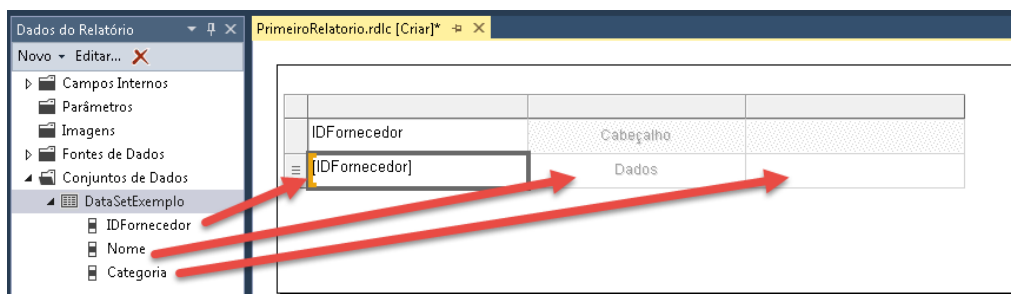 Dados do Relatório
Novo Editar...
Campos Internos
Parâmetros
Imagens
Fontes de Dados
Conjuntos de Dados
DataSetExemplo
IDFornecedor
Nome
Categoria
PrimeiroRelatorio.rdlc [Criar]*
IDFornecedor Cabeçalho
[IDFornecedor] Dados